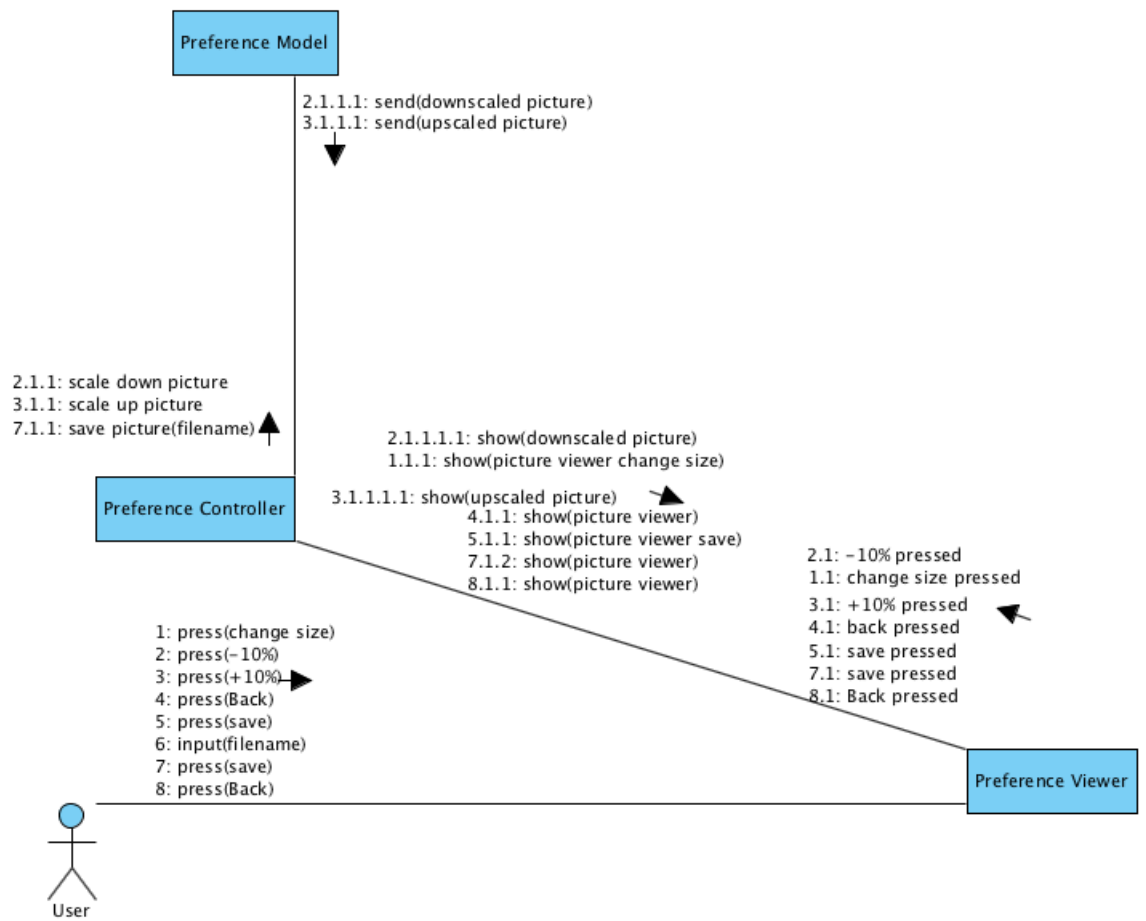 Preference Model
2.1.1.1: send(downscaled picture)
3.1.1.1: send(upscaled picture)
2.1.1: scale down picture
3.1.1: scale up picture
7.1.1: save picture(filename)
2.1.1.1.1: show(downscaled picture)
1.1.1: show(picture viewer change size)
Preference Controller
3.1.1.1.1: show(upscaled picture)
4.1.1: show(picture viewer)
5.1.1: show(picture viewer save)
7.1.2: show(picture viewer)
8.1.1: show(picture viewer)
2.1: -10% pressed
1.1: change size pressed
3.1: +10% pressed
4.1: back pressed
5.1: save pressed
7.1: save pressed
8.1: Back pressed
1: press(change size)
2: press(-10%)
3: press(+10%)
4: press(Back)
5: press(save)
6: input(filename)
7: press(save)
8: press(Back)
Preference Viewer
User